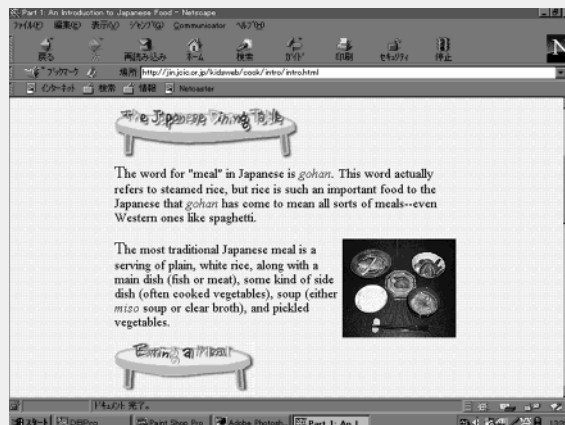 Part 1: An Introduction to Japanese Food - Netscape
ファイル(F) 編集(E) 表示(V) ジャンプ(G) Communicator ヘルプ(H)
戻る 再読み込み ホーム 検索 ガイド 印刷 セキュリティ 停止
ブックマーク 場所 http://jin.jcic.or.jp/kidsweb/cook/intro/intro.html
インターネット 検索 情報 Netcaster
The Japanese Dining Table
The word for "meal" in Japanese is gohan. This word actually
refers to steamed rice, but rice is such an important food to the
Japanese that gohan has come to mean all sorts of meals--even
Western ones like spaghetti.
The most traditional Japanese meal is a
serving of plain, white rice, along with a
main dish (fish or meat), some kind of side
dish (often cooked vegetables), soup (either
miso soup or clear broth), and pickled
vegetables.
Eating a Meal
ドキュメント 完了。
スタート Paint Shop Pro Adobe Photosh Part 1: An I